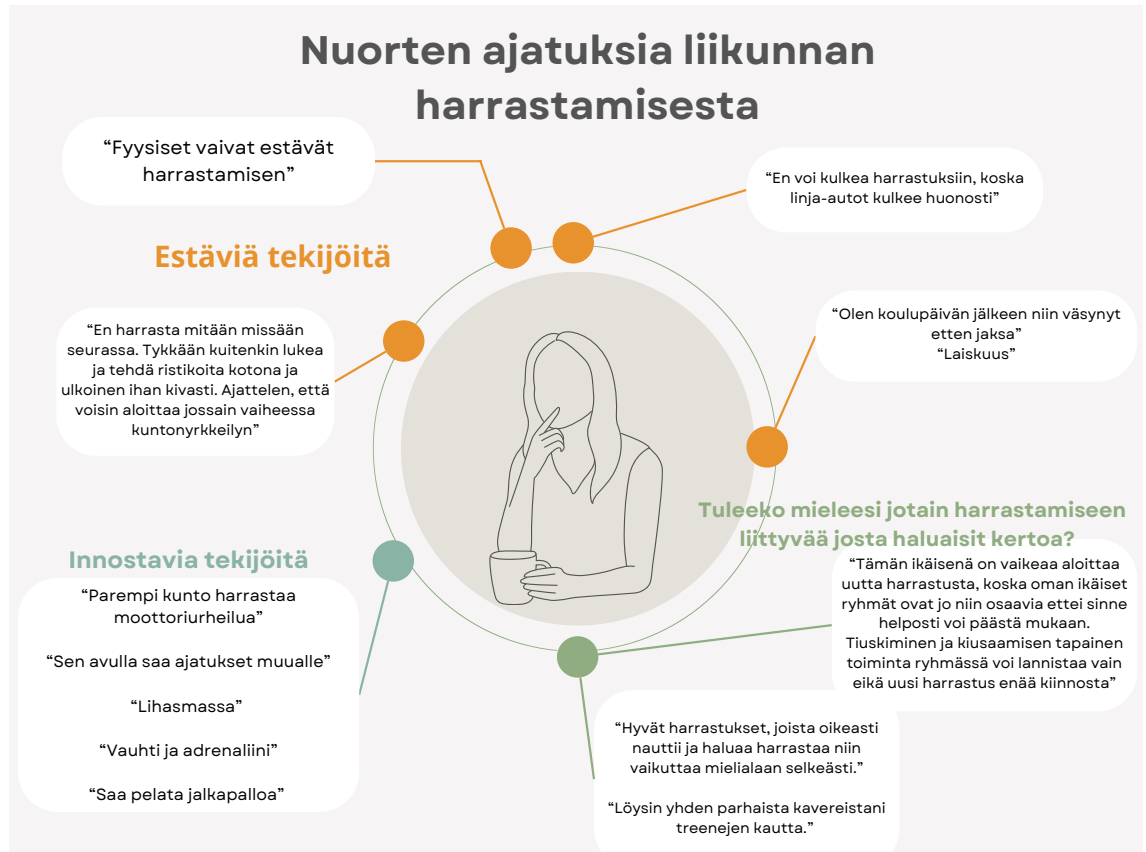 Nuorten ajatuksia liikunnan
harrastamisesta
“Fyysiset vaivat estävät
harrastamisen”
“En voi kulkea harrastuksiin, koska
linja-autot kulkee huonosti”
Estäviä tekijöitä
“En harrasta mitään missään
seurassa. Tykkään kuitenkin lukea
ja tehdä ristikoita kotona ja
ulkoinen ihan kivasti. Ajattelen, että
voisin aloittaa jossain vaiheessa
kuntonyrkkeilyn”
“Olen koulupäivän jälkeen niin väsynyt
etten jaksa”
“Laiskuus”
Innostavia tekijöitä
“Parempi kunto harrastaa
moottoriurheilua”
“Sen avulla saa ajatukset muualle”
“Lihasmassa”
“Vauhti ja adrenaliini”
“Saa pelata jalkapalloa”
Tuleeko mieleesi jotain harrastamiseen
liittyvää josta haluaisit kertoa?
“Tämän ikäisenä on vaikeaa aloittaa
uutta harrastusta, koska oman ikäiset
ryhmät ovat jo niin osaavia ettei sinne
helposti voi päästä mukaan.
Tiuskiminen ja kiusaamisen tapainen
toiminta ryhmässä voi lannistaa vain
eikä uusi harrastus enää kiinnosta”
“Hyvät harrastukset, joista oikeasti
nauttii ja haluaa harrastaa niin
vaikuttaa mielialaan selkeästi.”
“Löysin yhden parhaista kavereistani
treenejen kautta.”